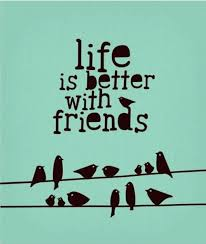 life
is better
with
friends